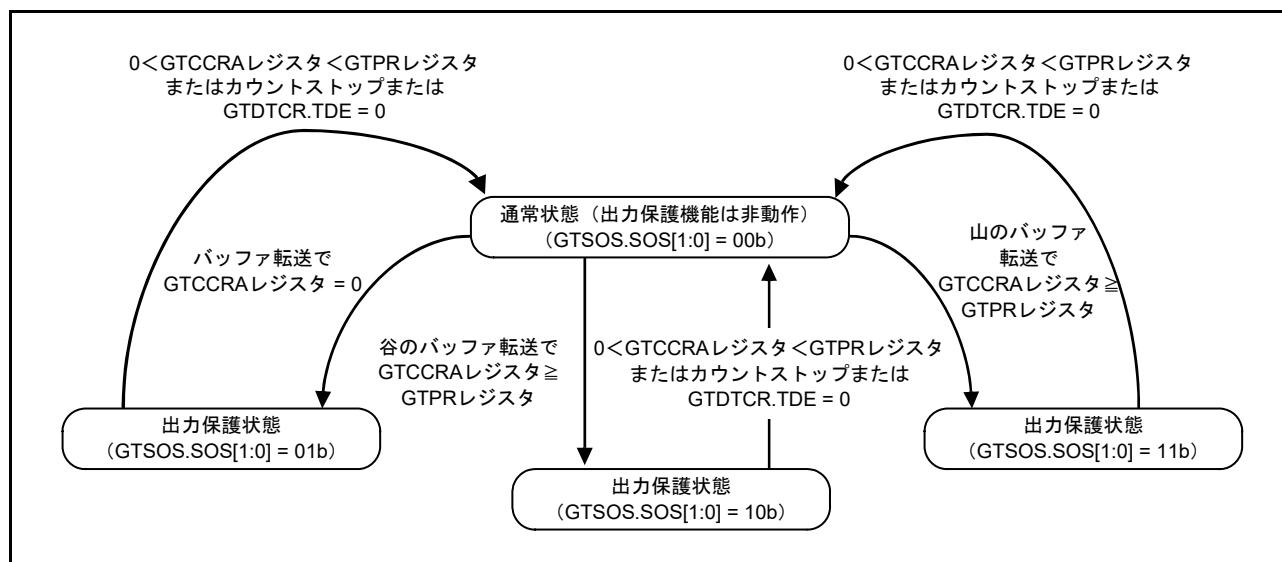 0＜GTCCRAレジスタ＜GTPRレジスタ
またはカウントストップまたは
GTDTCR.TDE = 0
0＜GTCCRAレジスタ＜GTPRレジスタ
またはカウントストップまたは
GTDTCR.TDE = 0
通常状態（出力保護機能は非動作）
（GTSOS.SOS[1:0] = 00b）
バッファ転送で
GTCCRAレジスタ = 0
山のバッファ
転送で
GTCCRAレジスタ≧
GTPRレジスタ
谷のバッファ転送で
GTCCRAレジスタ≧
GTPRレジスタ
0＜GTCCRAレジスタ＜GTPRレジスタ
またはカウントストップまたは
GTDTCR.TDE = 0
出力保護状態
（GTSOS.SOS[1:0] = 01b）
出力保護状態
（GTSOS.SOS[1:0] = 10b）
出力保護状態
（GTSOS.SOS[1:0] = 11b）